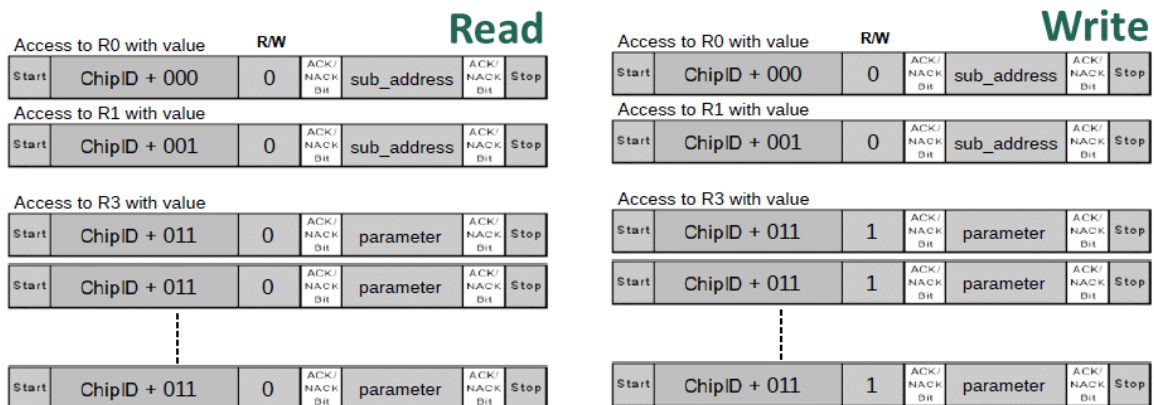 Read
Access to R0 with value R/W
Start ChipID + 000 0 ACK/ NACK Bit sub_address ACK/ NACK Bit Stop
Access to R1 with value
Start ChipID + 001 0 ACK/ NACK Bit sub_address ACK/ NACK Bit Stop
Access to R3 with value
Start ChipID + 011 0 ACK/ NACK Bit parameter ACK/ NACK Bit Stop
Start ChipID + 011 0 ACK/ NACK Bit parameter ACK/ NACK Bit Stop
Start ChipID + 011 0 ACK/ NACK Bit parameter ACK/ NACK Bit Stop
Write
Access to R0 with value R/W
Start ChipID + 000 0 ACK/ NACK Bit sub_address ACK/ NACK Bit Stop
Access to R1 with value
Start ChipID + 001 0 ACK/ NACK Bit sub_address ACK/ NACK Bit Stop
Access to R3 with value
Start ChipID + 011 1 ACK/ NACK Bit parameter ACK/ NACK Bit Stop
Start ChipID + 011 1 ACK/ NACK Bit parameter ACK/ NACK Bit Stop
Start ChipID + 011 1 ACK/ NACK Bit parameter ACK/ NACK Bit Stop